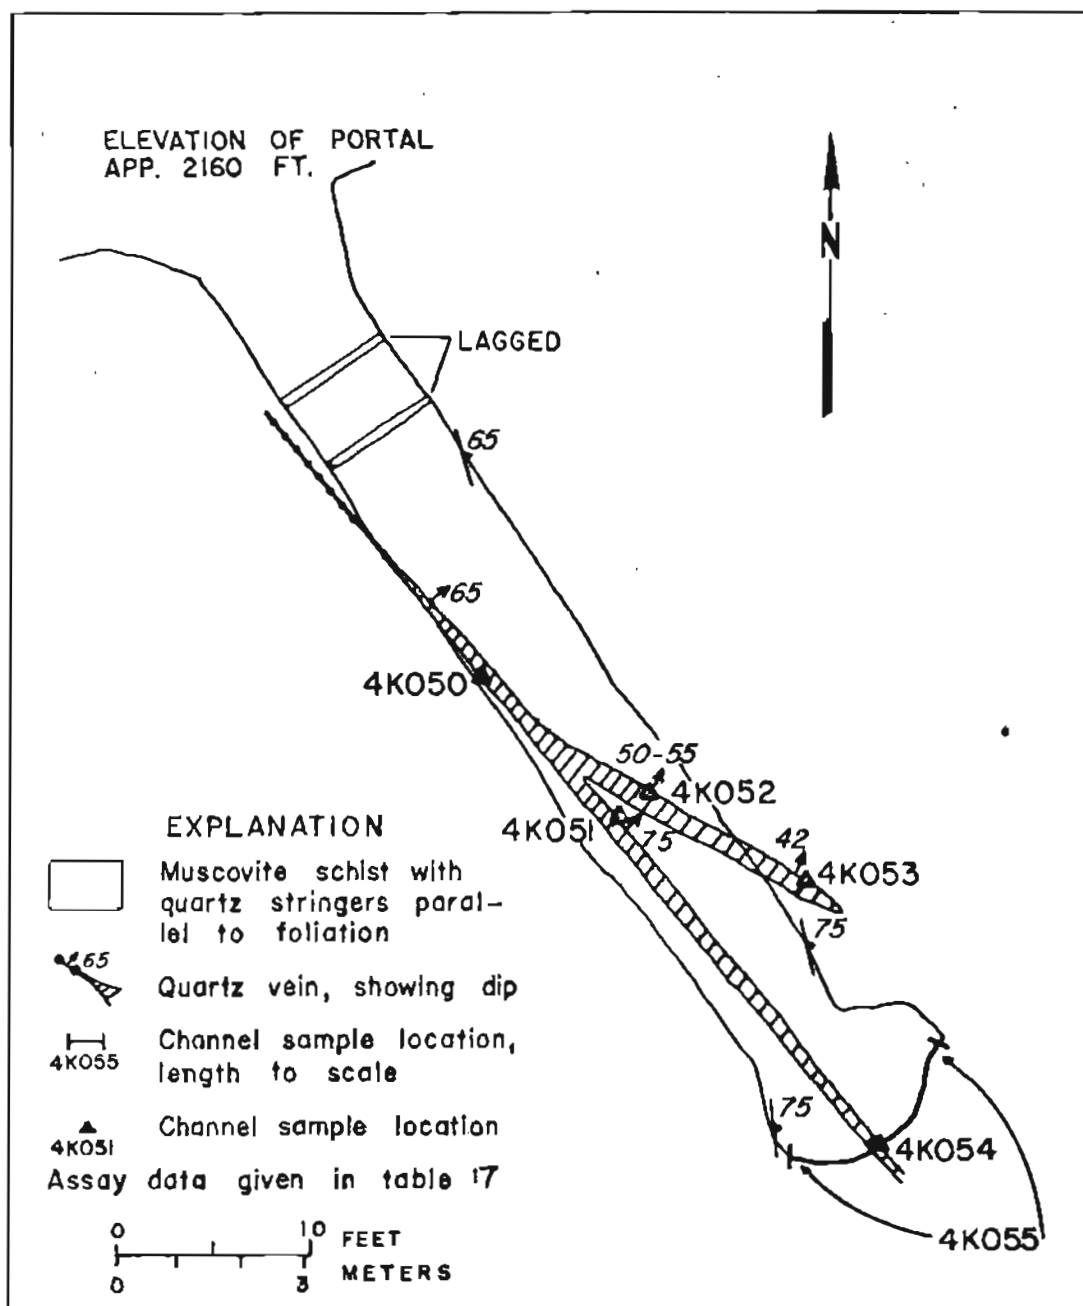 ELEVATION OF PORTAL
APP. 2160 FT.
N
LAGGED
65
65
4K050
50-55
4K052
4K051
75
42
4K053
75
75
4K054
4K055
EXPLANATION
Muscovite schist with
quartz stringers paral-
lel to foliation
65
Quartz vein, showing dip
4K055
Channel sample location,
length to scale
4K051
Channel sample location
Assay data given in table 17
0 10 FEET
0 3 METERS